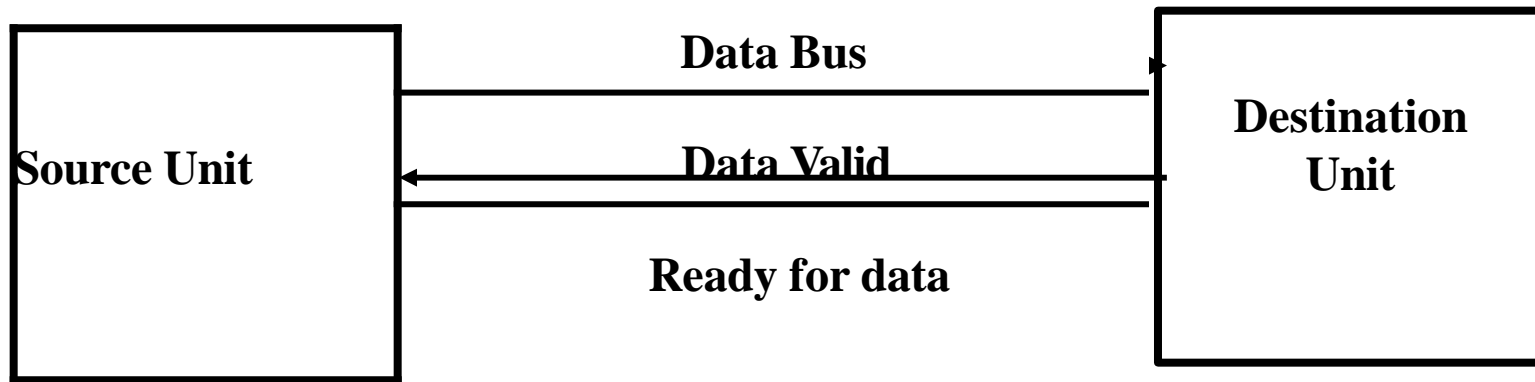 Source Unit
Data Bus
Data Valid
Ready for data
Destination
Unit